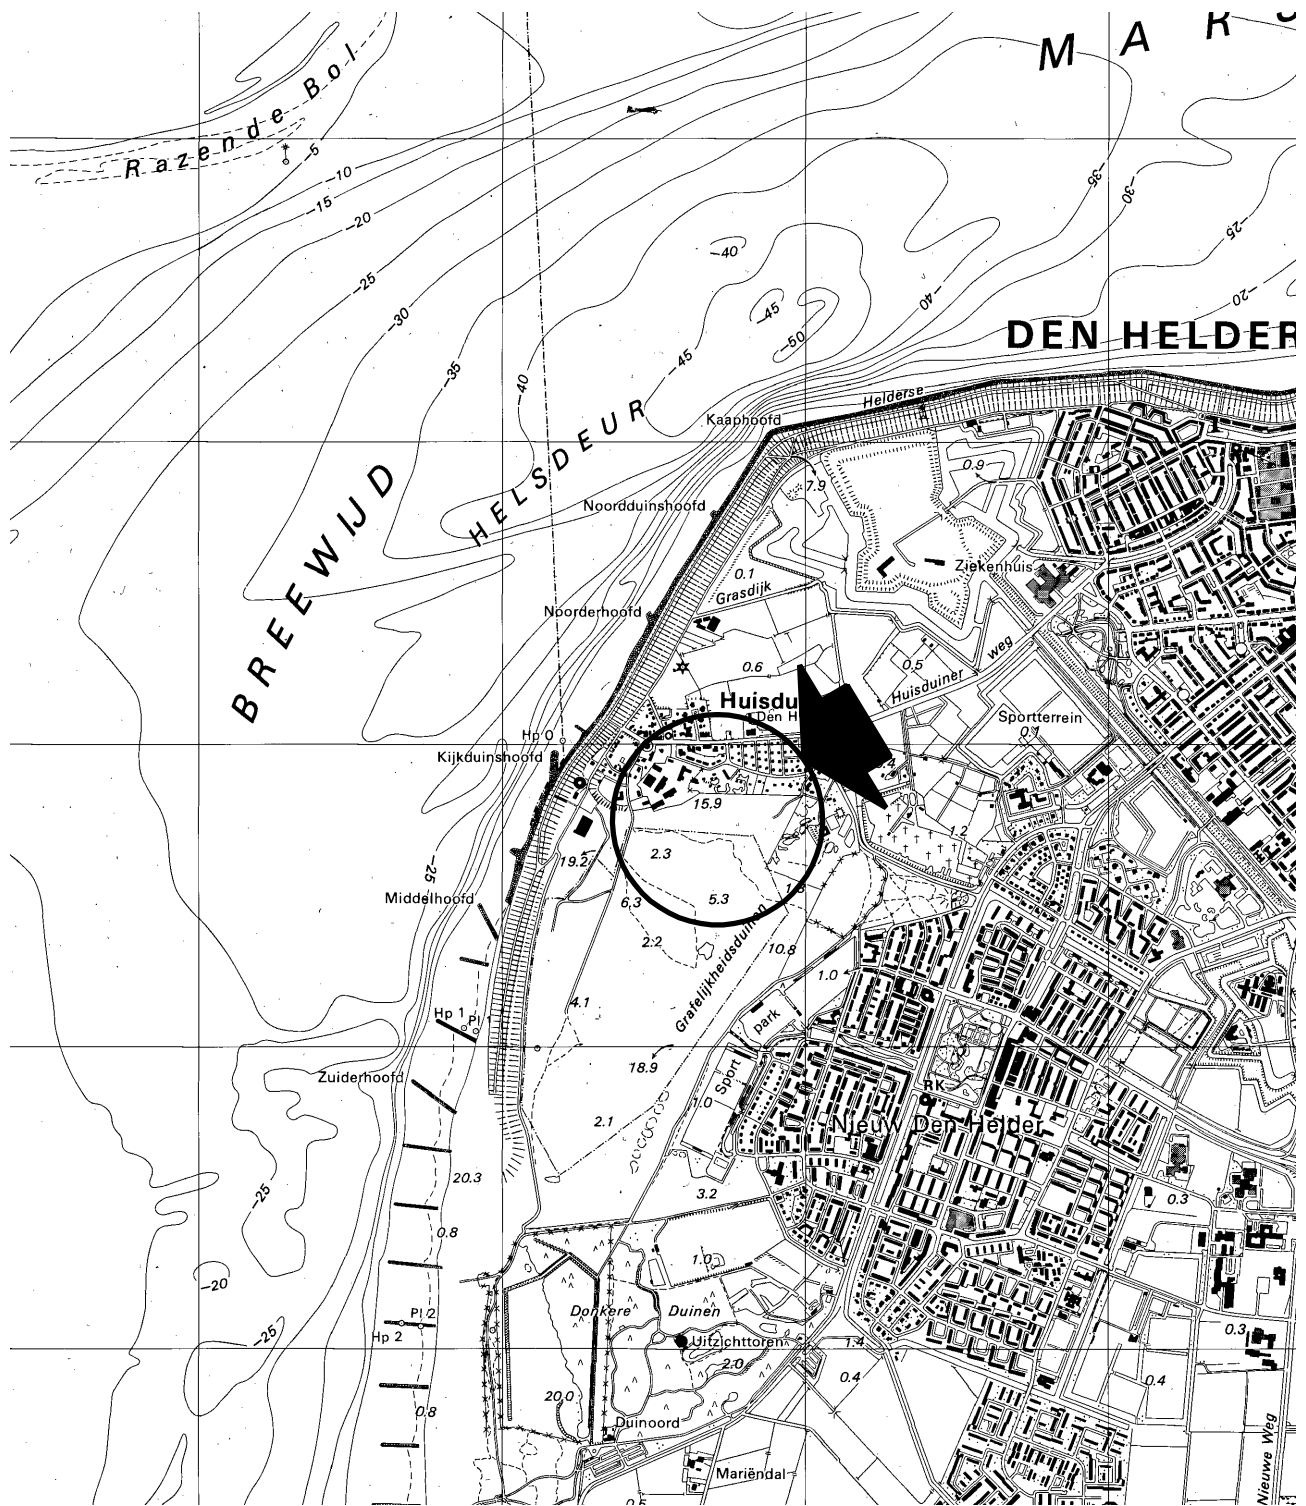 M A R S
Razende Bol
-5
-10
-15
-20
-25
-30
-35
-40
-40
-45
-50
-45
-40
-35
-30
-25
-20
DEN HELDER
Helderse
Kaaphoofd
BREEWIJD
HELSDEUR
0.9
7.9
Noordduinshoofd
Ziekenhuis
0.1
Grasdijk
Noorderhoofd
weg
0.6
0.5
Huisduiner
Huisdu
Den H
Sportterrein
0.7
Hp 0
Kijkduinshoofd
15.9
1.2
2.3
19.2
-25
Middelhoofd
6.3
5.3
2.2
10.8
Grafelijkheidsduinen
1.0
4.1
Hp 1
Pl 1
park
18.9
Zuiderhoofd
Sport
RK
1.0
2.1
Nieuw Den Helder
20.3
3.2
0.3
-25
0.8
1.0
-20
Donkere Duinen
Pl 2
Hp 2
-25
Uitzichttoren
1.4
0.3
2.0
0.4
0.4
20.0
0.8
Duinoord
Mariëndal
Nieuwe Weg